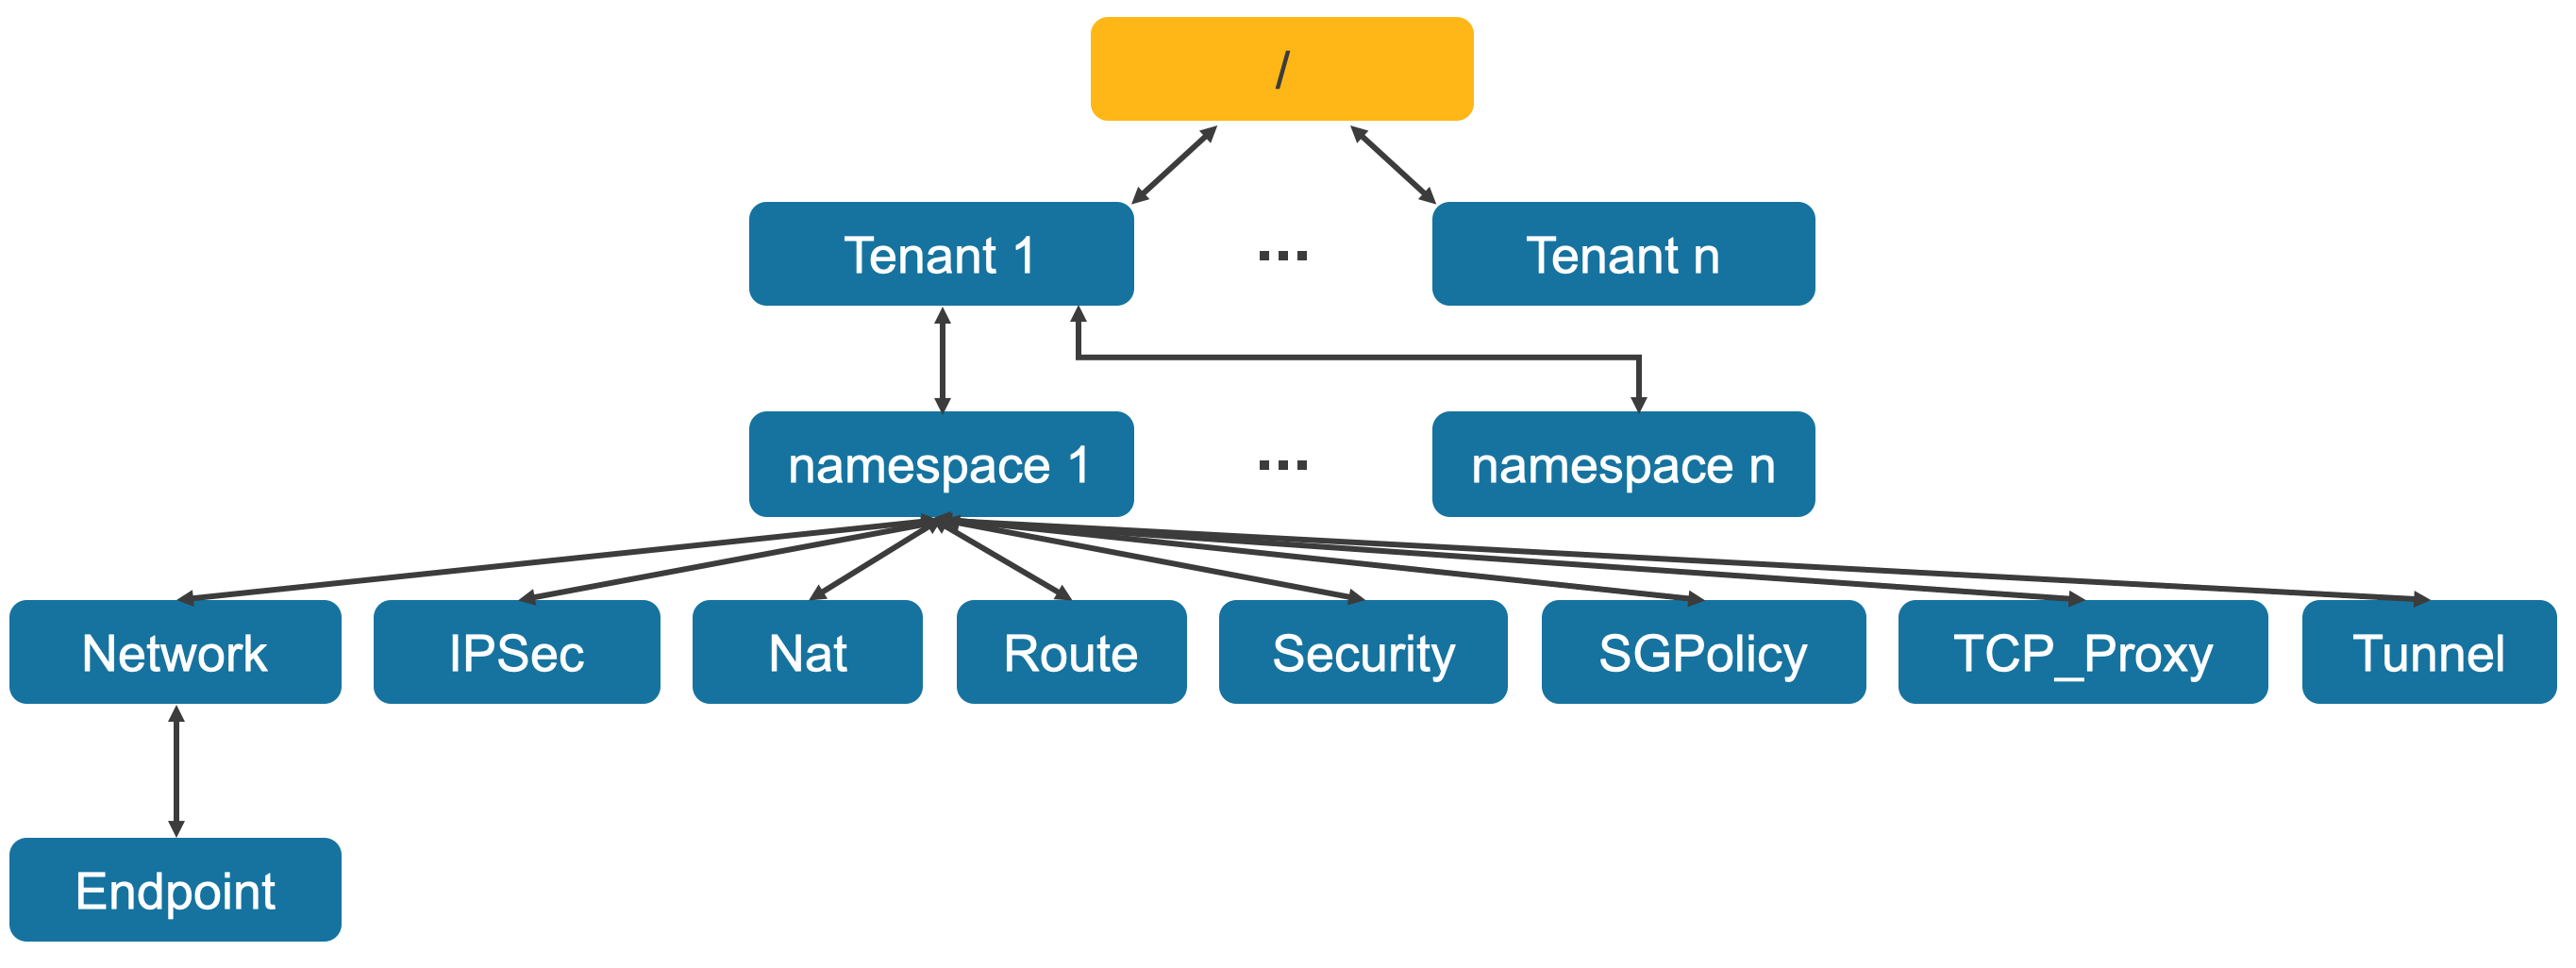 /
Tenant 1
...
Tenant n
namespace 1
...
namespace n
Network
IPSec
Nat
Route
Security
SGPolicy
TCP_Proxy
Tunnel
Endpoint